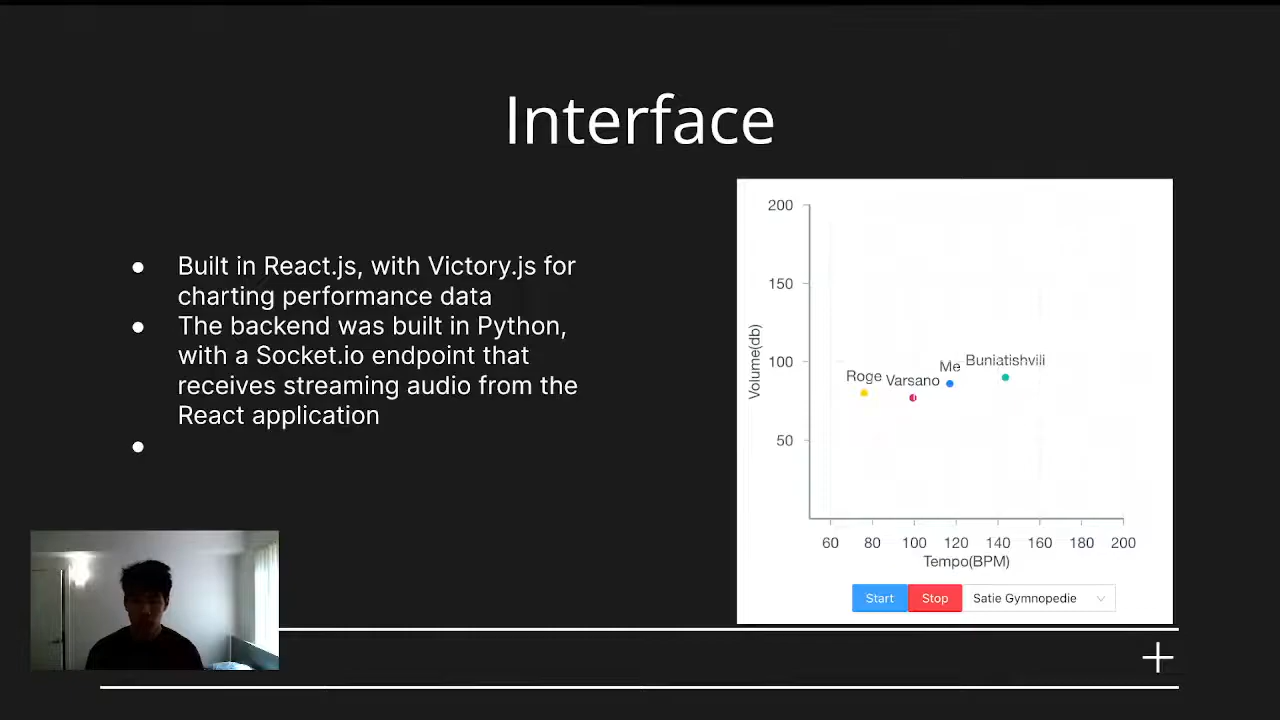 Interface
● Built in React.js, with Victory.js for
charting performance data
● The backend was built in Python,
with a Socket.io endpoint that
receives streaming audio from the
React application
●
200
150
100
50
Volume(db)
Roge
Varsano
Me
Buniatishvili
60 80 100 120 140 160 180 200
Tempo(BPM)
Start Stop Satie Gymnopedie